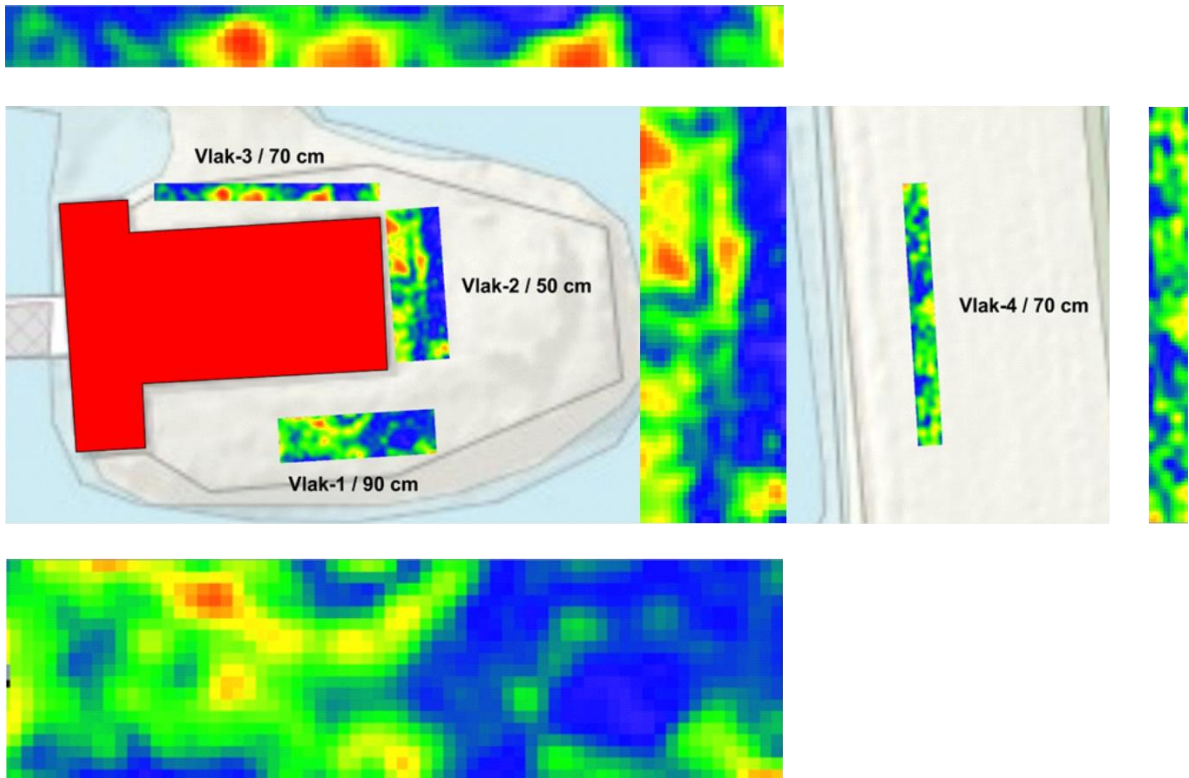 Vlak-3 / 70 cm
Vlak-2 / 50 cm
Vlak-4 / 70 cm
Vlak-1 / 90 cm